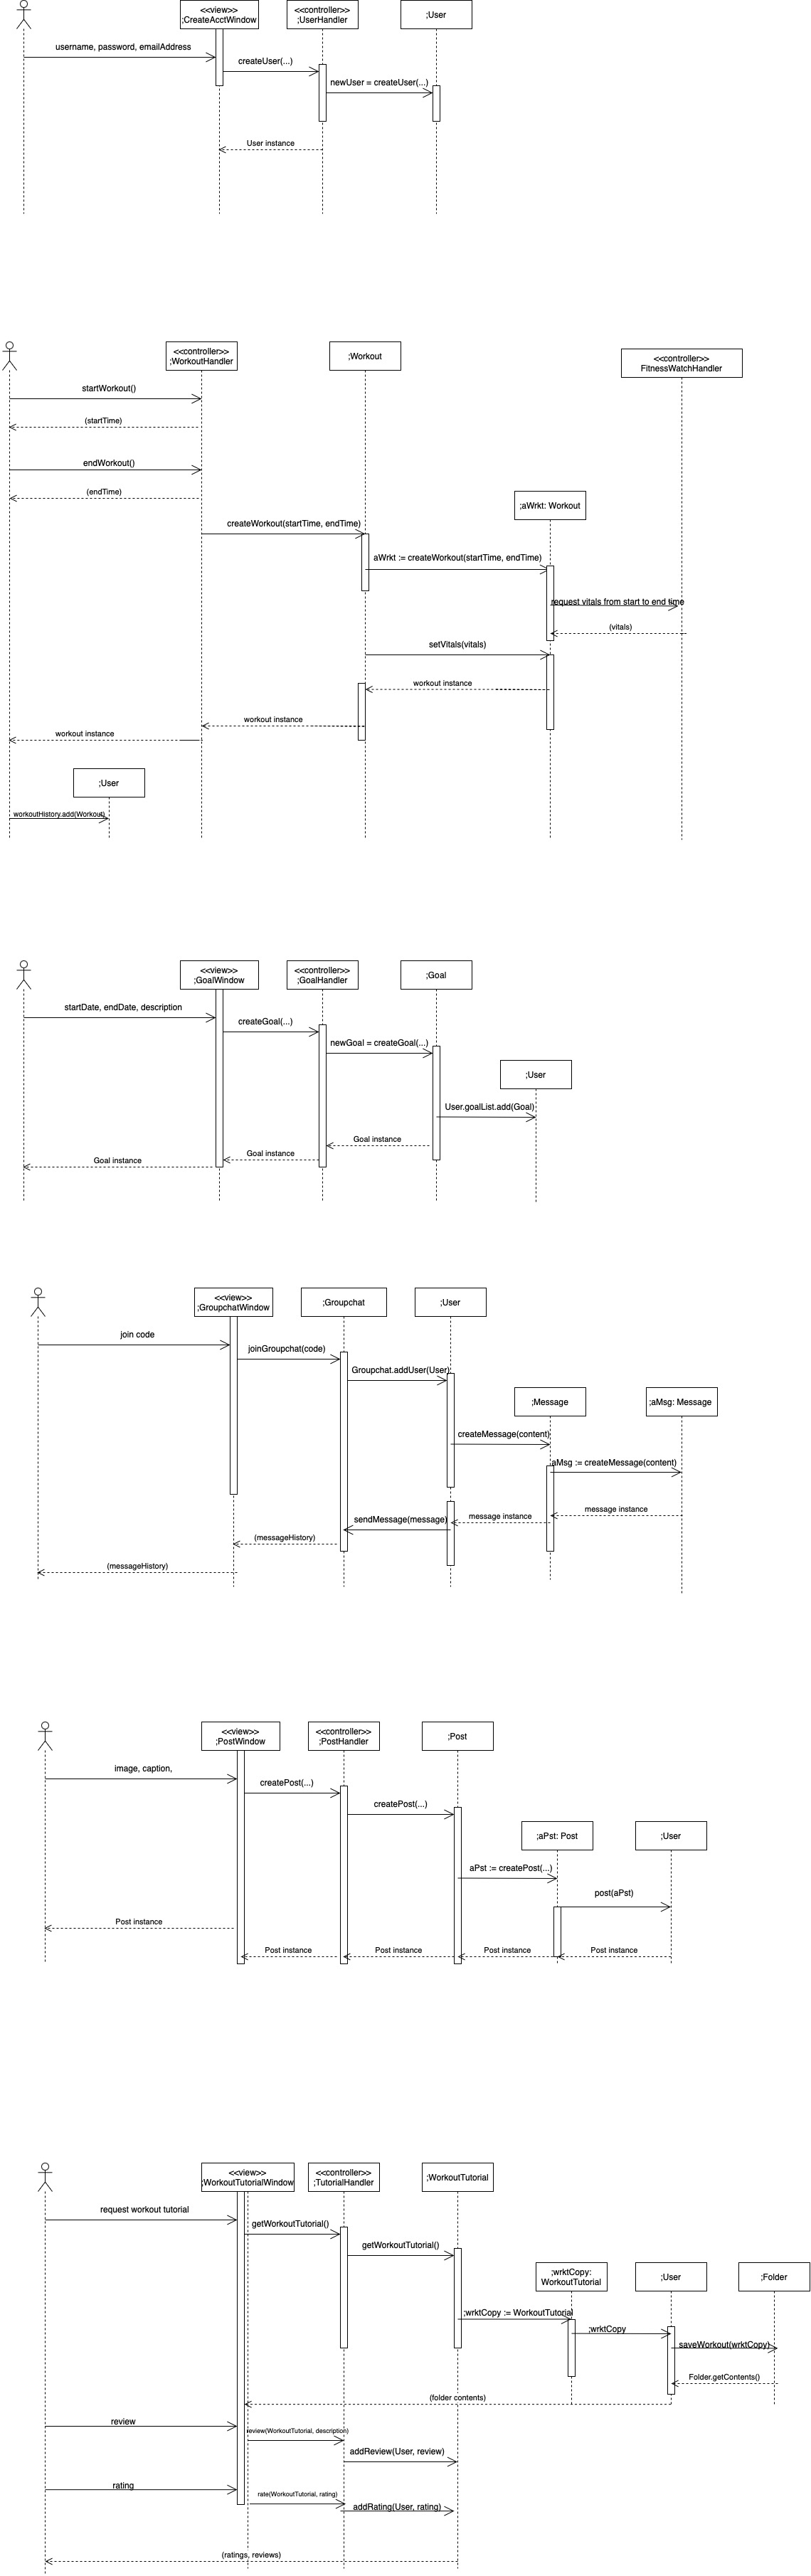 <<view>>
;CreateAcctWindow
<<controller>>
;UserHandler
;User
username, password, emailAddress
createUser(...)
newUser = createUser(...)
User instance
<<controller>>
;WorkoutHandler
;Workout
<<controller>>
FitnessWatchHandler
startWorkout()
(startTime)
endWorkout()
(endTime)
;aWrkt: Workout
createWorkout(startTime, endTime)
aWrkt := createWorkout(startTime, endTime)
request vitals from start to end time
(vitals)
setVitals(vitals)
workout instance
workout instance
workout instance
;User
workoutHistory.add(Workout)
<<view>>
;GoalWindow
<<controller>>
;GoalHandler
;Goal
startDate, endDate, description
createGoal(...)
newGoal = createGoal(...)
;User
User.goalList.add(Goal)
Goal instance
Goal instance
Goal instance
<<view>>
;GroupchatWindow
;Groupchat
;User
join code
joinGroupchat(code)
Groupchat.addUser(User)
;Message
;aMsg: Message
createMessage(content)
aMsg := createMessage(content)
message instance
message instance
sendMessage(message)
(messageHistory)
(messageHistory)
<<view>>
;PostWindow
<<controller>>
;PostHandler
;Post
image, caption,
createPost(...)
createPost(...)
;aPst: Post
;User
aPst := createPost(...)
post(aPst)
Post instance
Post instance
Post instance
Post instance
Post instance
<<view>>
;WorkoutTutorialWindow
<<controller>>
;TutorialHandler
;WorkoutTutorial
request workout tutorial
getWorkoutTutorial()
getWorkoutTutorial()
;wrktCopy:
WorkoutTutorial
;User
;Folder
;wrktCopy := WorkoutTutorial
;wrktCopy
saveWorkout(wrktCopy)
Folder.getContents()
(folder contents)
review
review(WorkoutTutorial, description)
addReview(User, review)
rating
rate(WorkoutTutorial, rating)
addRating(User, rating)
(ratings, reviews)